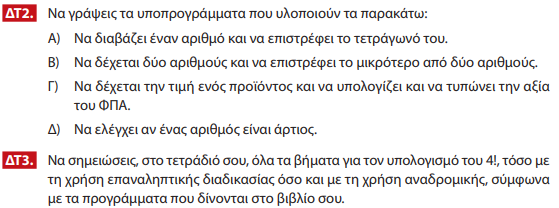 ΔΤ2. Να γράψεις τα υποπρογράμματα που υλοποιούν τα παρακάτω:
Α) Να διαβάζει έναν αριθμό και να επιστρέφει το τετράγωνό του.
Β) Να δέχεται δύο αριθμούς και να επιστρέφει το μικρότερο από δύο αριθμούς.
Γ) Να δέχεται την τιμή ενός προϊόντος και να υπολογίζει και να τυπώνει την αξία
του ΦΠΑ.
Δ) Να ελέγχει αν ένας αριθμός είναι άρτιος.
ΔΤ3. Να σημειώσεις, στο τετράδιό σου, όλα τα βήματα για τον υπολογισμό του 4!, τόσο με
τη χρήση επαναληπτικής διαδικασίας όσο και με τη χρήση αναδρομικής, σύμφωνα
με τα προγράμματα που δίνονται στο βιβλίο σου.